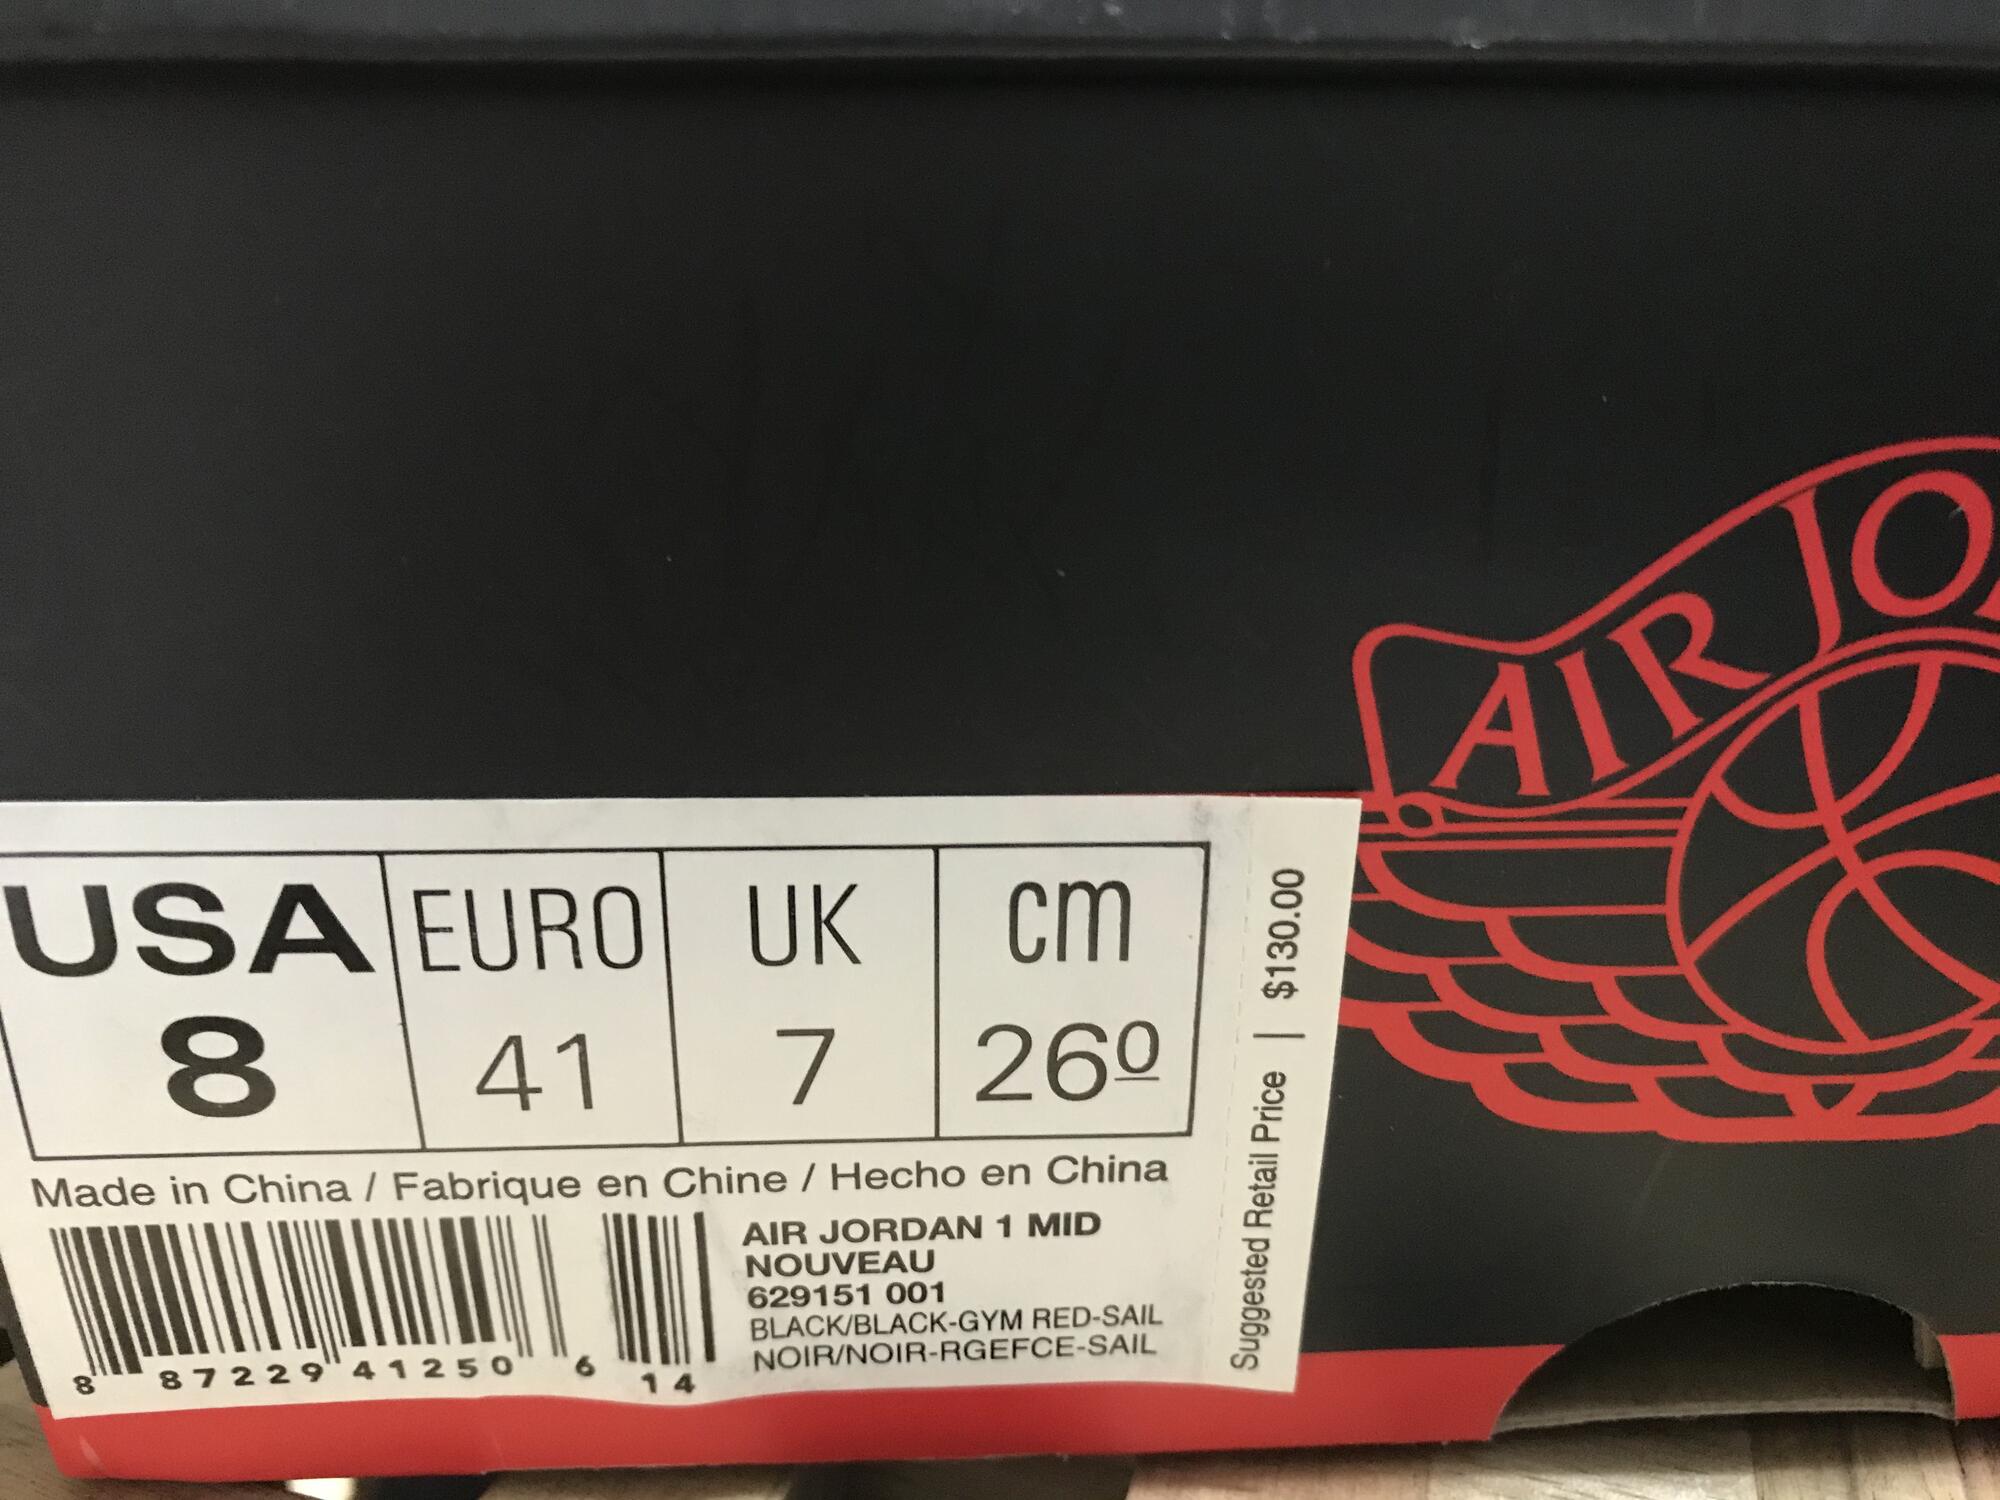 AIR JO
USA EURO UK cm
8 41 7 26º
Made in China / Fabrique en Chine / Hecho en China
AIR JORDAN 1 MID
NOUVEAU
629151 001
BLACK/BLACK-GYM RED-SAIL
NOIR/NOIR-RGEFCE-SAIL
8 87229 41250 6 14
Suggested Retail Price | $130.00